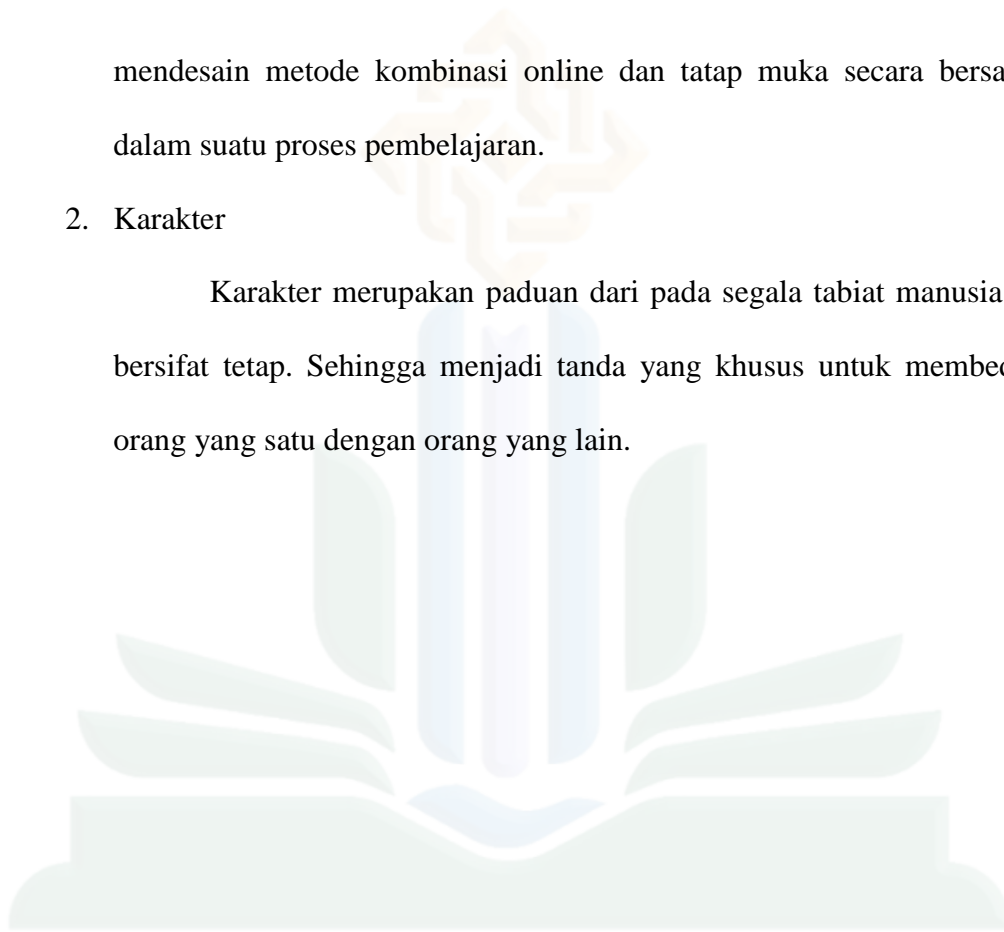 mendesain metode kombinasi online dan tatap muka secara
dalam suatu proses pembelajaran.
2. Karakter
Karakter merupakan paduan dari pada segala tabiat manusia
bersifat tetap. Sehingga menjadi tanda yang khusus untuk
orang yang satu dengan orang yang lain.